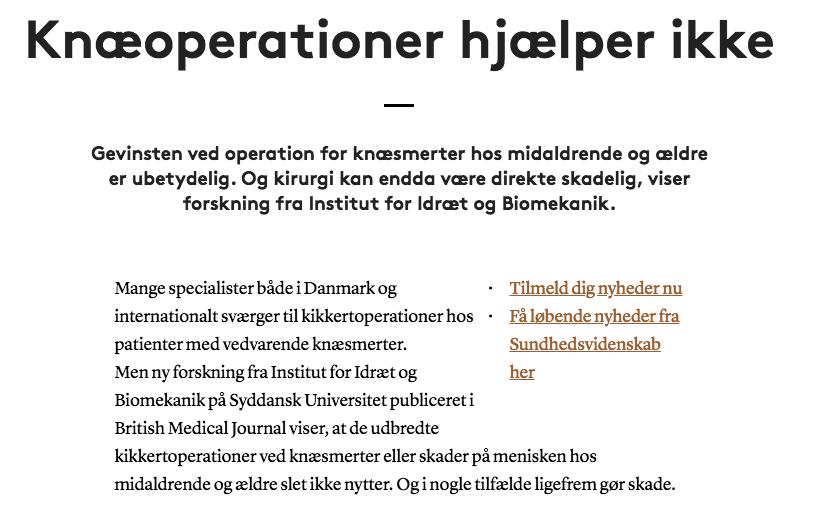 Knæoperationer hjælper ikke
Gevinsten ved operation for knæsmerter hos midaldrende og ældre
er ubetydelig. Og kirurgi kan endda være direkte skadelig, viser
forskning fra Institut for Idræt og Biomekanik.
Mange specialister både i Danmark og
internationalt sværger til kikkertoperationer hos
patienter med vedvarende knæsmerter.
Men ny forskning fra Institut for Idræt og
Biomekanik på Syddansk Universitet publiceret i
British Medical Journal viser, at de udbredte
kikkertoperationer ved knæsmerter eller skader på menisken hos
midaldrende og ældre slet ikke nytter. Og i nogle tilfælde ligefrem gør skade.
· Tilmeld dig nyheder nu
· Få løbende nyheder fra
Sundhedsvidenskab
her